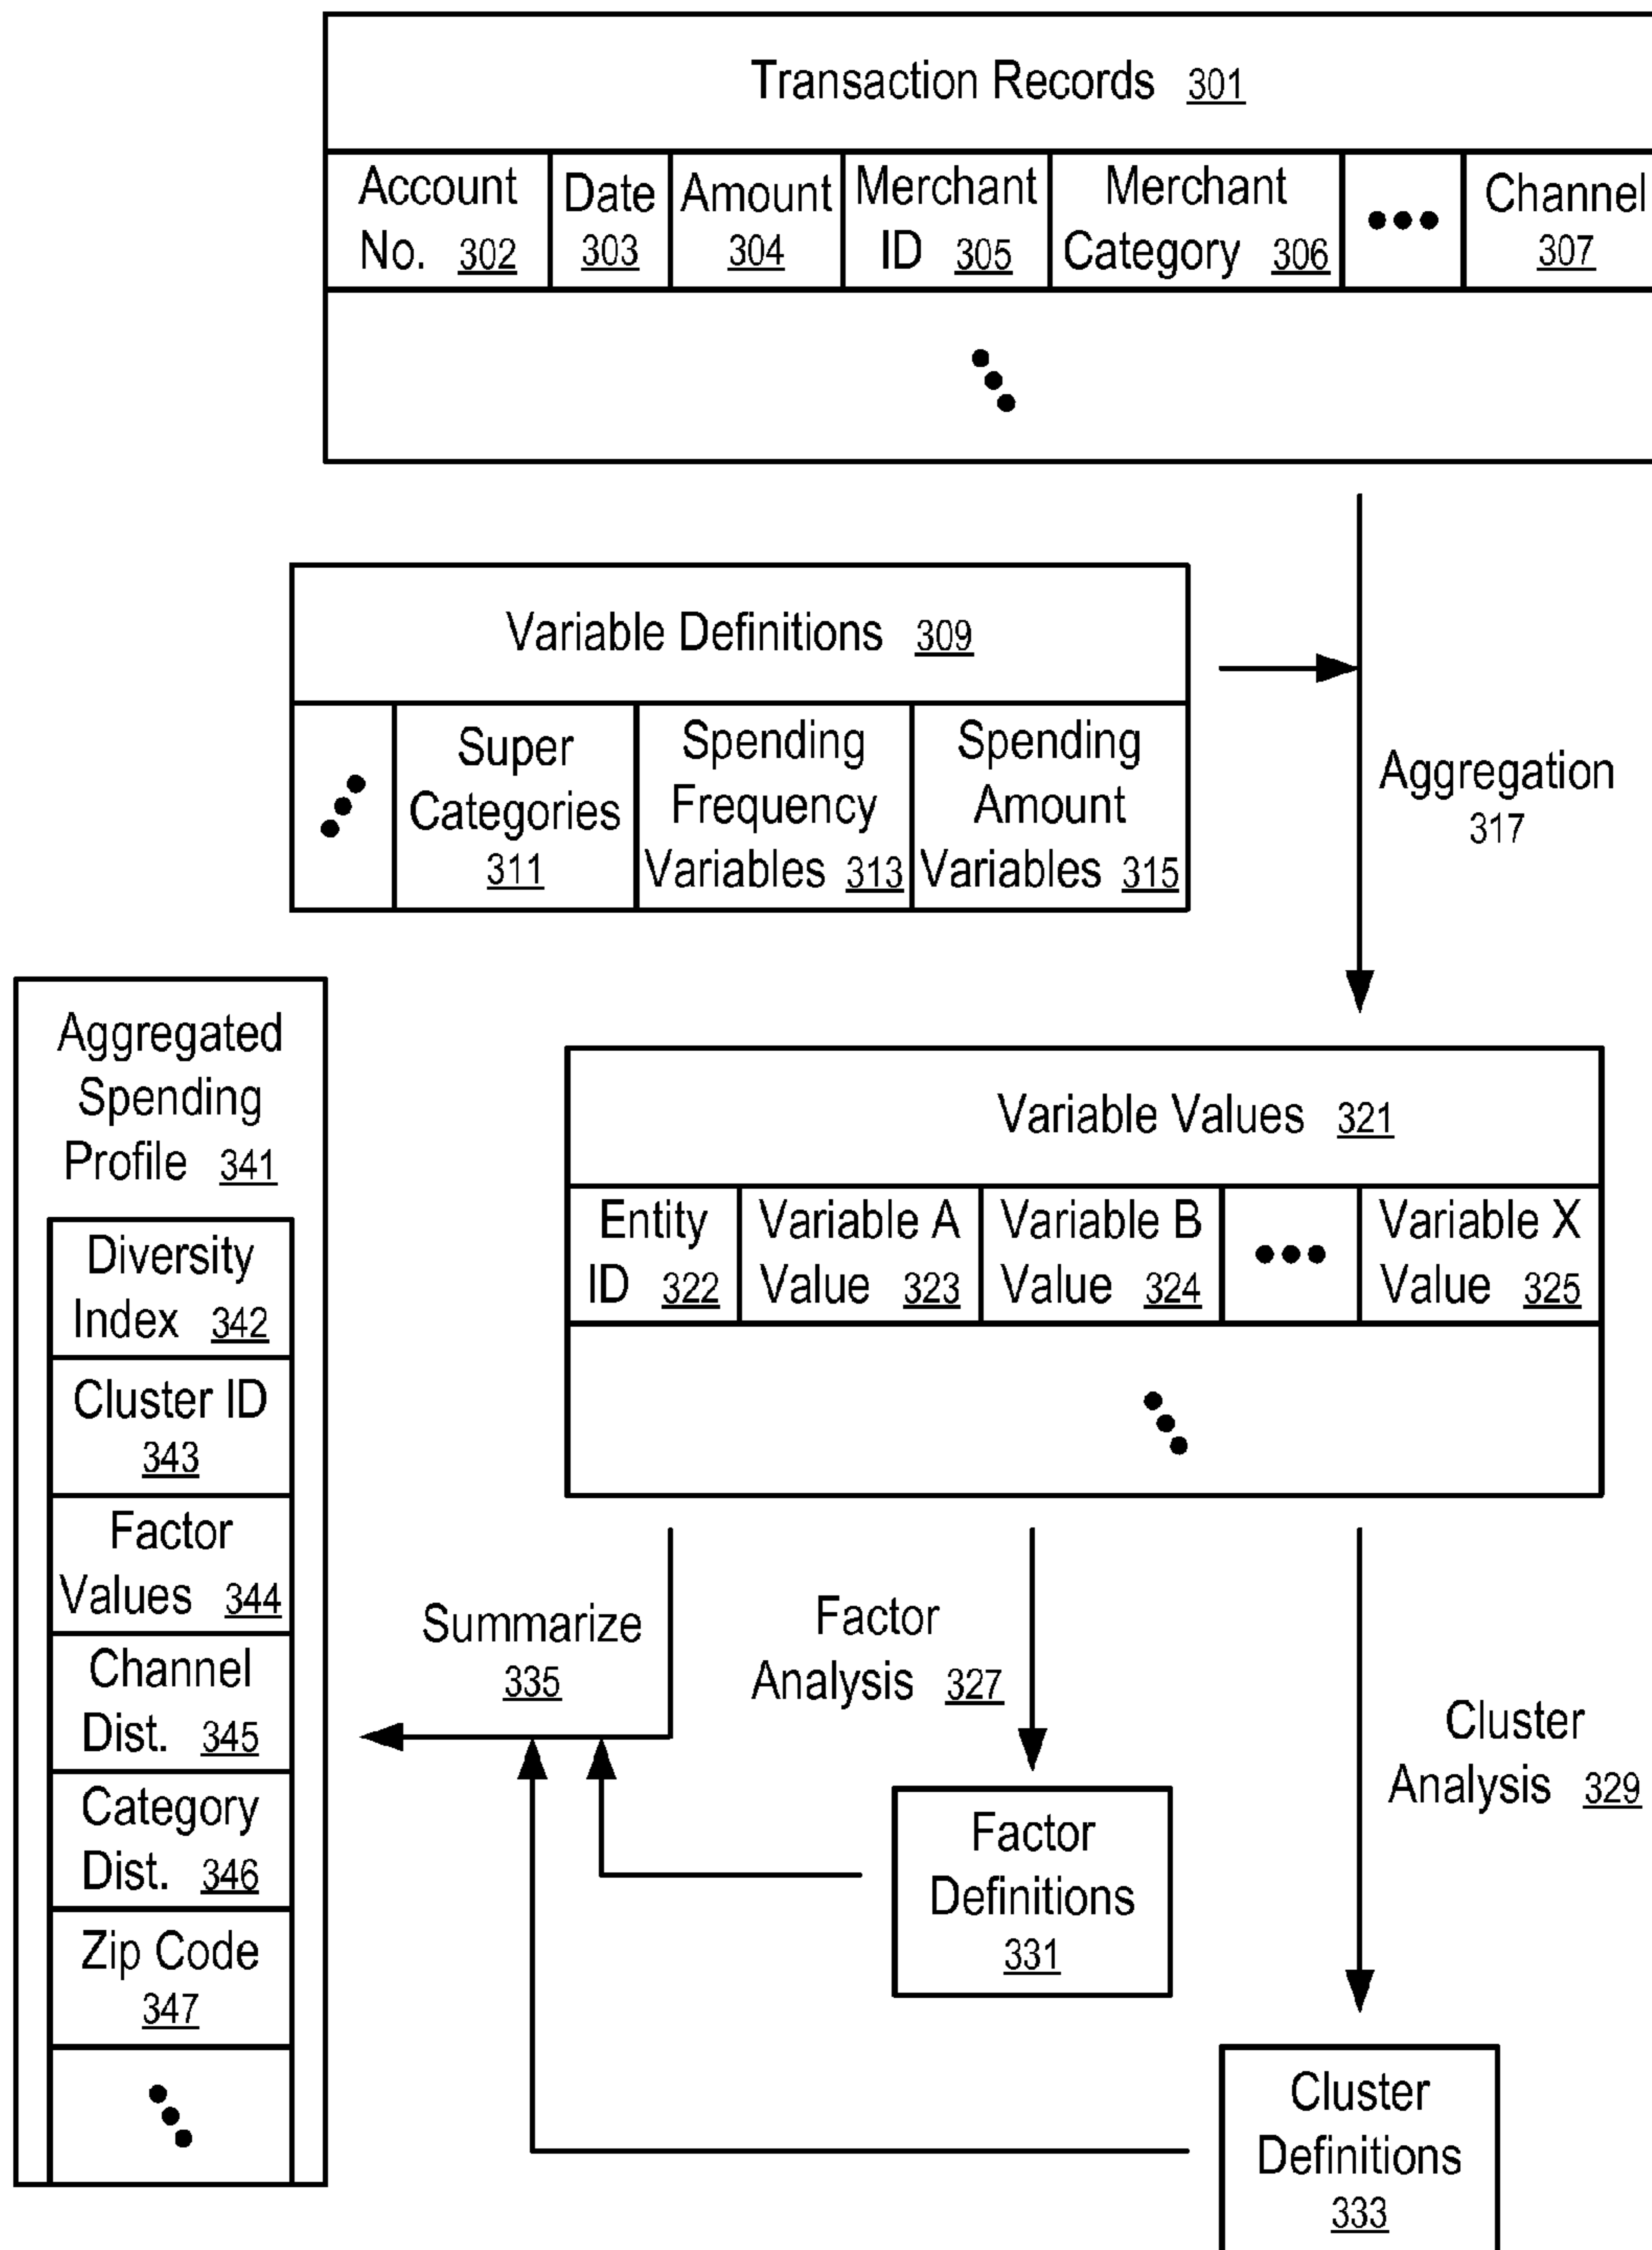 Transaction Records 301
Account
No. 302
Date
303
Amount
304
Merchant
ID 305
Merchant
Category 306
Channel
307
Variable Definitions 309
Super
Categories
311
Spending
Frequency
Variables 313
Spending
Amount
Variables 315
Aggregation
317
Aggregated
Spending
Profile 341
Diversity
Index 342
Cluster ID
343
Factor
Values 344
Channel
Dist. 345
Category
Dist. 346
Zip Code
347
Variable Values 321
Entity
ID 322
Variable A
Value 323
Variable B
Value 324
Variable X
Value 325
Summarize
335
Factor
Analysis 327
Cluster
Analysis 329
Factor
Definitions
331
Cluster
Definitions
333